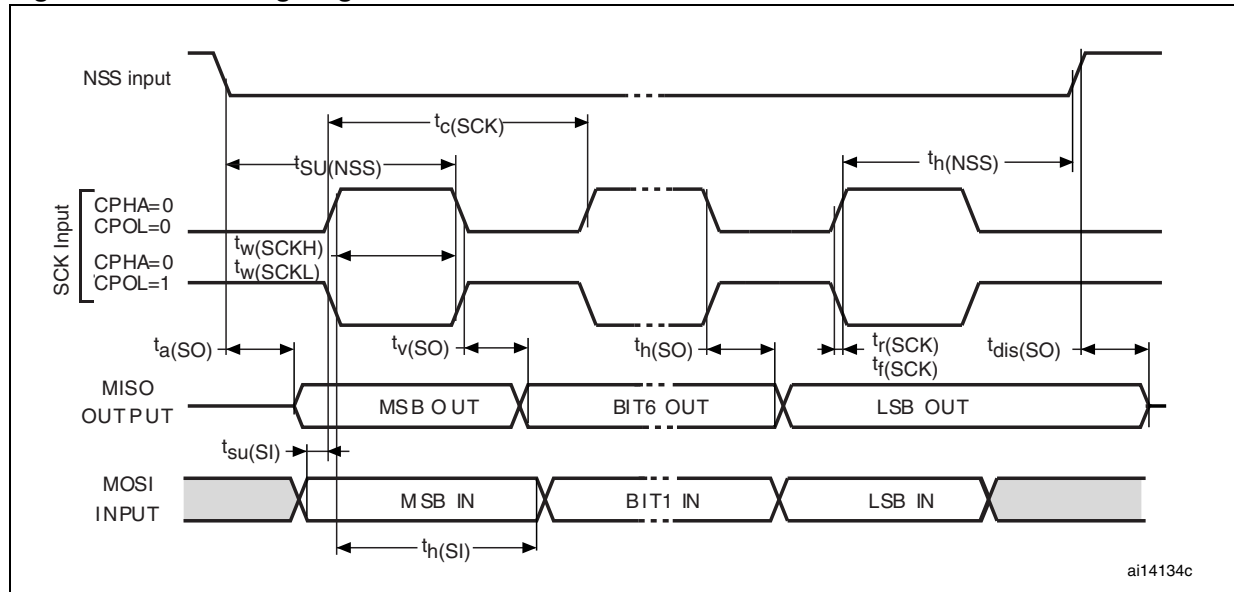 NSS input
tc(SCK)
tSU(NSS)
th(NSS)
SCK Input
CPHA=0
CPOL=0
tw(SCKH)
CPHA=0
tw(SCKL)
CPOL=1
ta(SO)
tv(SO)
th(SO)
tr(SCK)
tf(SCK)
tdis(SO)
MISO
OUTPUT
MSB OUT
BIT6 OUT
LSB OUT
tsu(SI)
MOSI
INPUT
MSB IN
BIT1 IN
LSB IN
th(SI)
ai14134c